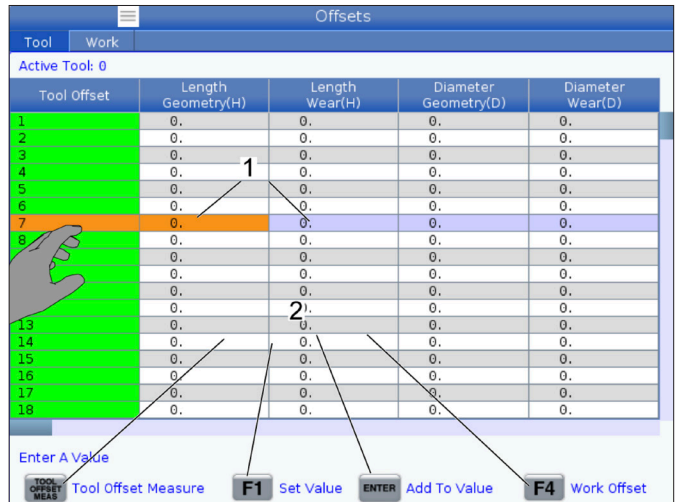 Offsets
Tool Work
Active Tool: 0
Tool Offset Length Geometry(H) Length Wear(H) Diameter Geometry(D) Diameter Wear(D)
1 0. 0. 0. 0.
2 0. 0. 0. 0.
3 0. 0. 0. 0.
4 0. 0. 0. 0.
1
5 0. 0. 0. 0.
6 0. 0. 0. 0.
7 0. 0. 0. 0.
8 0. 0. 0. 0.
0. 0. 0. 0.
0. 0. 0. 0.
0. 0. 0. 0.
0. 0. 0.
2
13 0. 0. 0. 0.
14 0. 0. 0. 0.
15 0. 0. 0. 0.
16 0. 0. 0. 0.
17 0. 0. 0. 0.
18 0. 0. 0. 0.
Enter A Value
TOOL OFFSET MEAS Tool Offset Measure F1 Set Value ENTER Add To Value F4 Work Offset